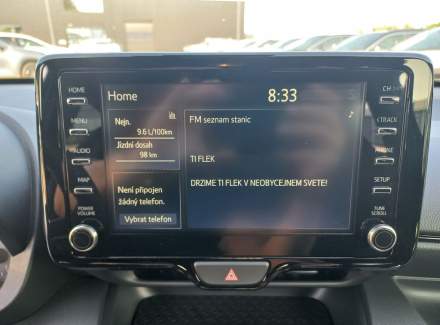 HOME
MENU
AUDIO
MAP
POWER
VOLUME
Home
8:33
Nejn.
9.6 L/100km
Jízdní dosah
98 km
Není připojen
žádný telefon.
Vybrat telefon
FM seznam stanic
TI FLEK
DRZIME TI FLEK V NEOBYCEJNEM SVETE!
CH
TRACK
PHONE
SETUP
TUNE
SCROLL